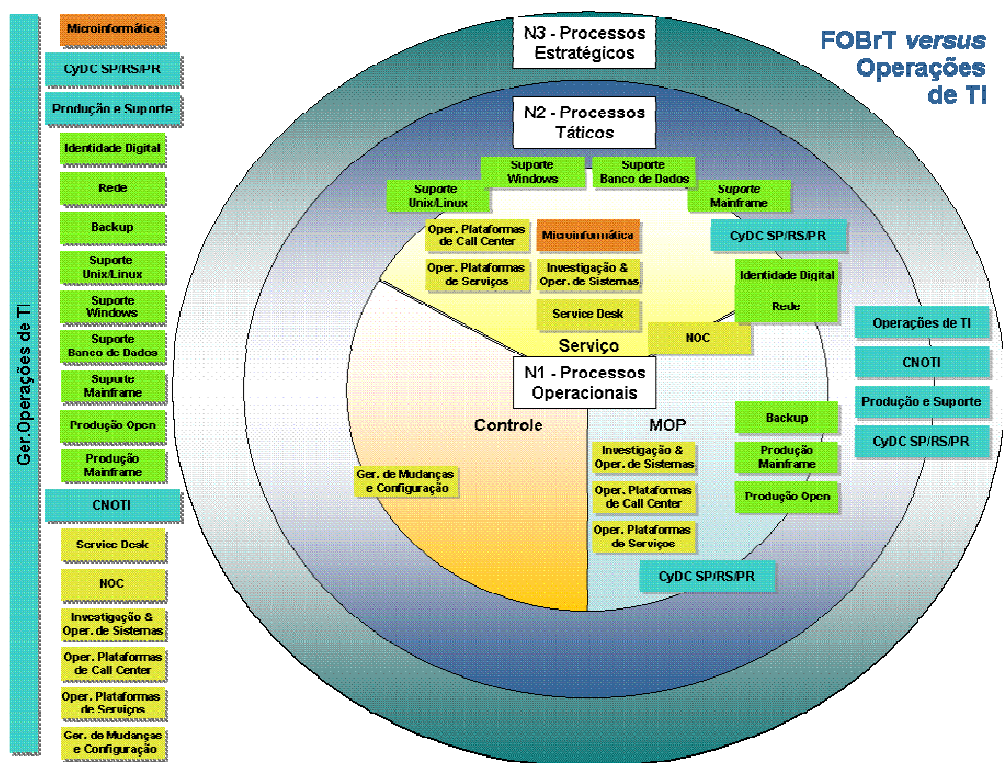 FOBrT versus
Operações
de TI
Ger.Operações de TI
Microinformática
CyDC SP/RS/PR
Produção e Suporte
Identidade Digital
Rede
Backup
Suporte
Unix/Linux
Suporte
Windows
Suporte
Banco de Dados
Suporte
Mainframe
Produção Open
Produção
Mainframe
CNOTI
Service Desk
NOC
Investigação &
Oper. de Sistemas
Oper. Plataformas
de Call Center
Oper. Plataformas
de Serviços
Ger. de Mudanças
e Configuração
N3 - Processos
Estratégicos
N2 - Processos
Táticos
Suporte
Windows
Suporte
Banco de Dados
Suporte
Unix/Linux
Suporte
Mainframe
Oper. Plataformas
de Call Center
Microinformática
CyDC SP/RS/PR
Oper. Plataformas
de Serviços
Investigação &
Oper. de Sistemas
Identidade Digital
Rede
Service Desk
NOC
Serviço
N1 - Processos
Operacionais
Controle
MOP
Ger. de Mudanças
e Configuração
Investigação &
Oper. de Sistemas
Oper. Plataformas
de Call Center
Oper. Plataformas
de Serviços
Backup
Produção
Mainframe
Produção Open
CyDC SP/RS/PR
Operações de TI
CNOTI
Produção e Suporte
CyDC SP/RS/PR